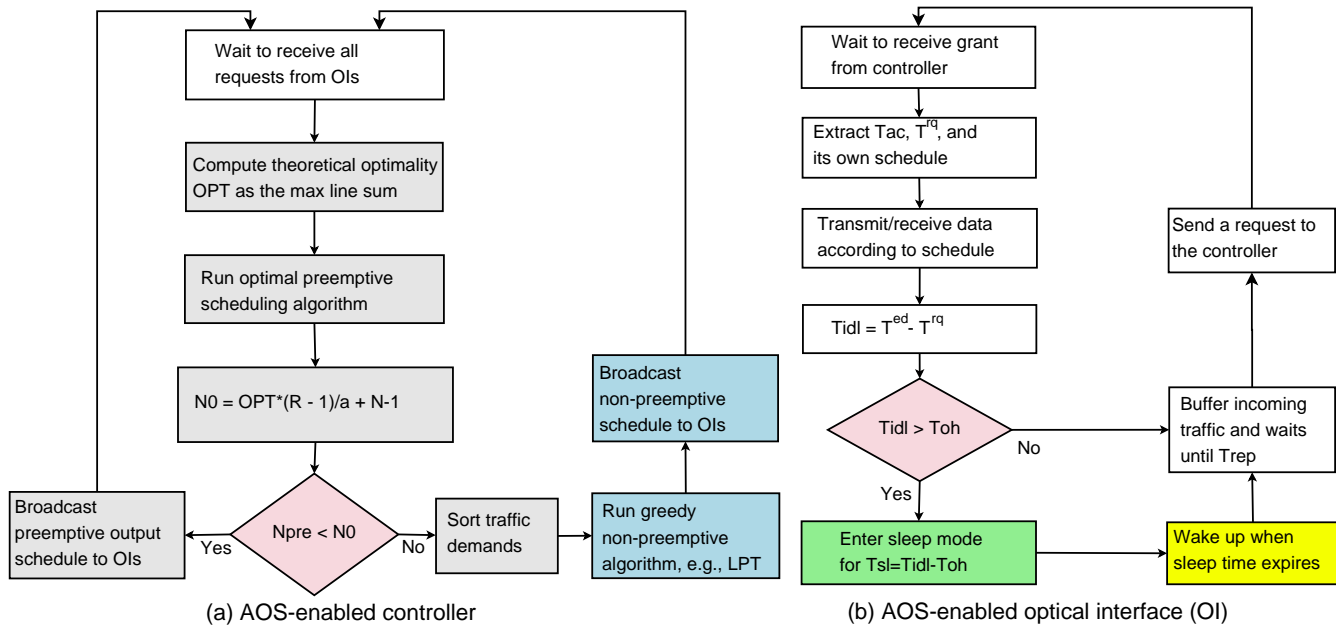 Wait to receive all
requests from OIs
Compute theoretical optimality
OPT as the max line sum
Run optimal preemptive
scheduling algorithm
N0 = OPT*(R - 1)/a + N-1
Npre < N0
Yes
No
Broadcast
preemptive output
schedule to OIs
Sort traffic
demands
Run greedy
non-preemptive
algorithm, e.g., LPT
Broadcast
non-preemptive
schedule to OIs
(a) AOS-enabled controller
Wait to receive grant
from controller
Extract Tac, T^rq, and
its own schedule
Transmit/receive data
according to schedule
Tidl = T^ed - T^rq
Tidl > Toh
No
Yes
Enter sleep mode
for Tsl=Tidl-Toh
Wake up when
sleep time expires
Buffer incoming
traffic and waits
until Trep
Send a request to
the controller
(b) AOS-enabled optical interface (OI)